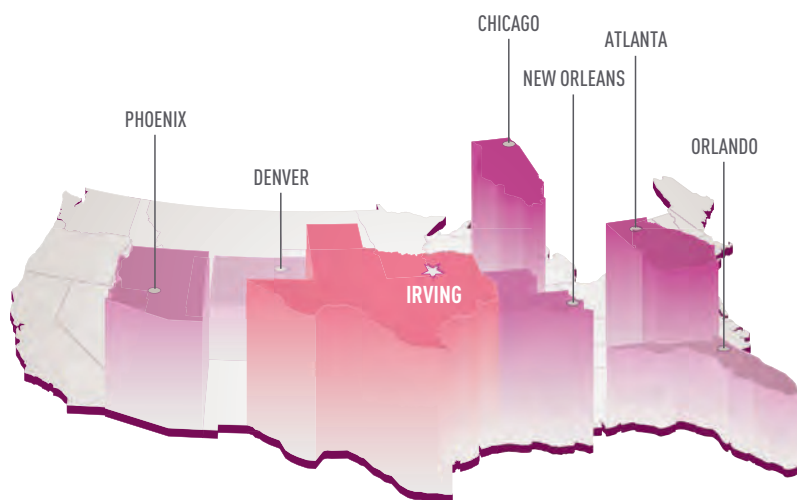 CHICAGO
ATLANTA
NEW ORLEANS
PHOENIX
ORLANDO
DENVER
IRVING